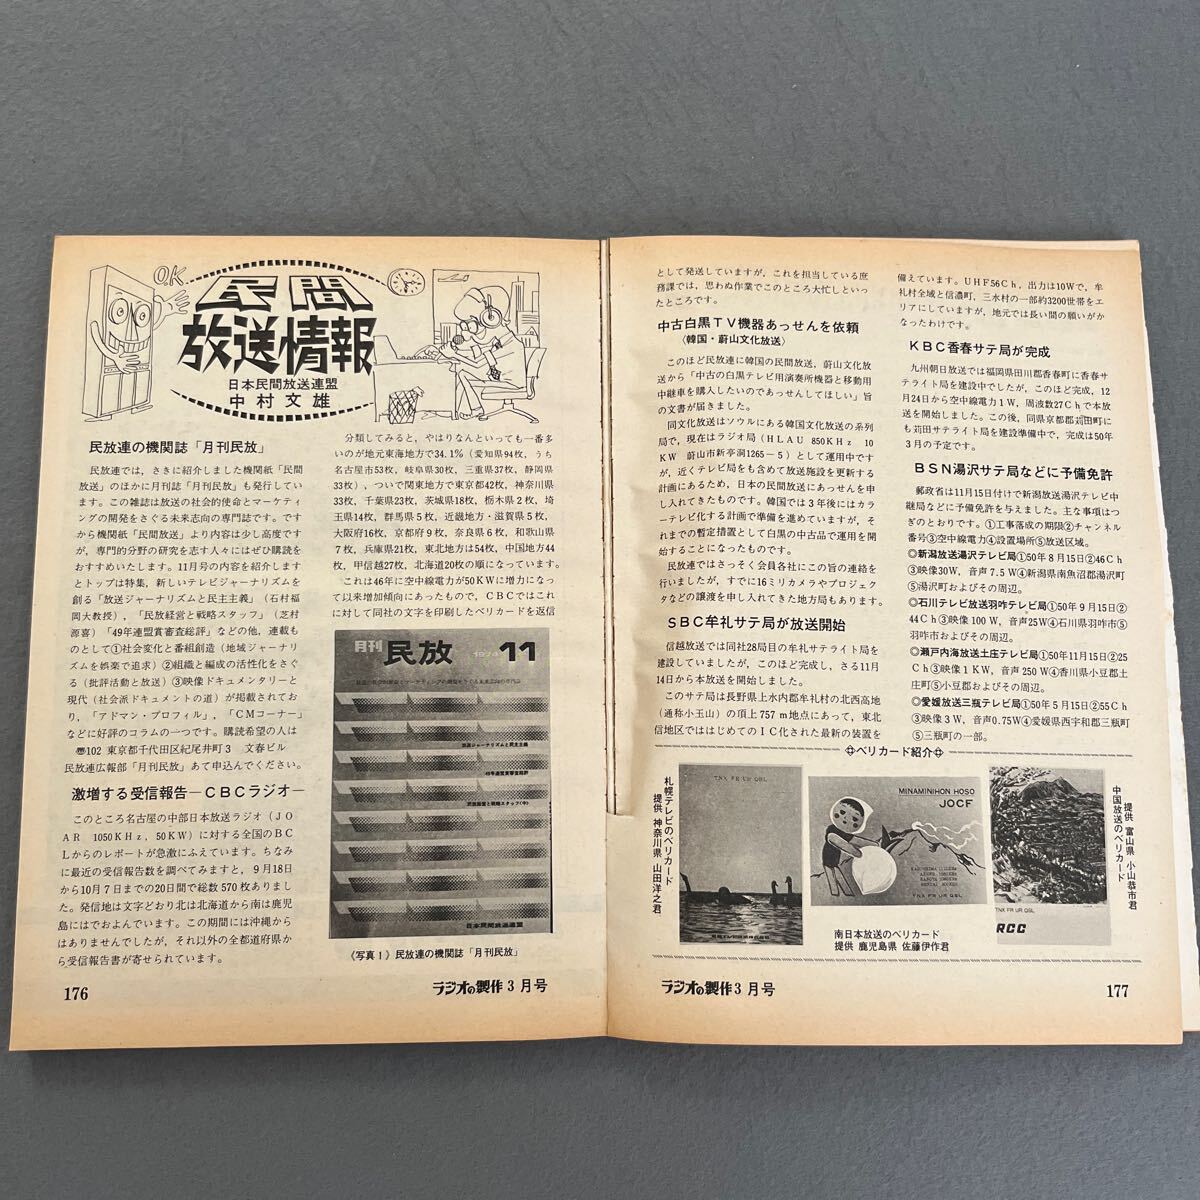 O.K
民間
放送情報
日本民間放送連盟
中村文雄
民放連の機関誌「月刊民放」
民放連では，さきに紹介しました機関紙「民間
放送」のほかに月刊誌「月刊民放」も発行してい
ます。この雑誌は放送の社会的使命とマーケティ
ングの開発をさぐる未来志向の専門誌です。です
から機関紙「民間放送」より内容は少し高度です
が，専門的分野の研究を志す人々にはぜひ購読を
おすすめいたします。11月号の内容を紹介します
とトップは特集，新しいテレビジャーナリズムを
創る「放送ジャーナリズムと民主主義」（石村福
岡大教授），「民放経営と戦略スタッフ」（芝村
源喜）「49年連盟賞審査総評」などの他，連載も
のとして①社会変化と番組創造（地域ジャーナリ
ズムを娯楽で追求）②組織と編成の活性化をさぐ
る（批評活動と放送）③映像ドキュメンタリーと
現代（社会派ドキュメントの道）が掲載されてお
り，「アドマン・プロフィル」，「CMコーナー」
などに好評のコラムの一つです。購読希望の人は
〠102 東京都千代田区紀尾井町3 文春ビル
民放連広報部「月刊民放」あて申込んでください。
激増する受信報告—CBCラジオ—
このところ名古屋の中部日本放送ラジオ（JO
AR 1050KHz，50KW）に対する全国のBC
Lからのレポートが急激にふえています。ちなみ
に最近の受信報告数を調べてみますと，9月18日
から10月7日までの20日間で総数570枚ありまし
た。発信地は文字どおり北は北海道から南は鹿児
島にまでおよんでいます。この期間には沖縄から
はありませんでしたが，それ以外の全都道府県か
ら受信報告書が寄せられています。
分類してみると，やはりなんといっても一番多
いのが地元東海地方で34.1％（愛知県94枚，うち
名古屋市53枚，岐阜県30枚，三重県37枚，静岡県
33枚），ついで関東地方で東京都42枚，神奈川県
33枚，千葉県23枚，茨城県18枚，栃木県2枚，埼
玉県14枚，群馬県5枚，近畿地方・滋賀県5枚，
大阪府16枚，京都府9枚，奈良県6枚，和歌山県
7枚，兵庫県21枚，東北地方は54枚，中国地方44
枚，甲信越27枚，北海道20枚の順になっています。
これは46年に空中線電力が50KWに増力になっ
て以来増加傾向にあったもので，CBCではこれ
に対して同社の文字を印刷したベリカードを返信
月刊
民放
1974
11
放送ジャーナリズムと民主主義
49年連盟賞審査総評
民放経営と戦略スタッフ(中)
日本民間放送連盟
《写真1》民放連の機関誌「月刊民放」
176
ラジオの製作3月号
として発送していますが，これを担当している庶
務課では，思わぬ作業でこのところ大忙しといっ
たところです。
中古白黒TV機器あっせんを依頼
〈韓国・蔚山文化放送〉
このほど民放連に韓国の民間放送，蔚山文化放
送から「中古の白黒テレビ用演奏所機器と移動用
中継車を購入したいのであっせんしてほしい」旨
の文書が届きました。
同文化放送はソウルにある韓国文化放送の系列
局で，現在はラジオ局（HLAU 850KHz 10
KW 蔚山市新亭洞1265－5）として運用中です
が，近くテレビ局をも含めて放送施設を更新する
計画にあるため，日本の民間放送にあっせんを申
し入れてきたものです。韓国では3年後にはカラ
ーテレビ化する計画で準備を進めていますが，そ
れまでの暫定措置として白黒の中古品で運用を開
始することになったものです。
民放連ではさっそく会員各社にこの旨の連絡を
行いましたが，すでに16ミリカメラやプロジェク
タなどの譲渡を申し入れてきた地方局もあります。
SBC牟礼サテ局が放送開始
信越放送では同社28局目の牟礼サテライト局を
建設していましたが，このほど完成し，さる11月
14日から本放送を開始しました。
このサテ局は長野県上水内郡牟礼村の北西高地
（通称小玉山）の頂上757m地点にあって，東北
信地区でははじめてのIC化された最新の装置を
備えています。UHF56Ch，出力は10Wで，牟
礼村全域と信濃町，三水村の一部約3200世帯をエ
リアにしていますが，地元では長い間の願いがか
なったわけです。
KBC香春サテ局が完成
九州朝日放送では福岡県田川郡香春町に香春サ
テライト局を建設中でしたが，このほど完成，12
月24日から空中線電力1W，周波数27Chで本放
送を開始しました。この後，同県京都郡苅田町に
も苅田サテライト局を建設準備中で，完成は50年
3月の予定です。
BSN湯沢サテ局などに予備免許
郵政省は11月15日付けで新潟放送湯沢テレビ中
継局などに予備免許を与えました。主な事項はつ
ぎのとおりです。①工事落成の期限②チャンネル
番号③空中線電力④設置場所⑤放送区域。
◎新潟放送湯沢テレビ局①50年8月15日②46Ch
③映像30W，音声7.5W④新潟県南魚沼郡湯沢町
⑤湯沢町およびその周辺。
◎石川テレビ放送羽咋テレビ局①50年9月15日②
44Ch③映像100W，音声25W④石川県羽咋市⑤
羽咋市およびその周辺。
◎瀬戸内海放送土庄テレビ局①50年11月15日②25
Ch③映像1KW，音声250W④香川県小豆郡土
庄町⑤小豆郡およびその周辺。
◎愛媛放送三瓶テレビ局①50年5月15日②55Ch
③映像3W，音声0.75W④愛媛県西宇和郡三瓶町
⑤三瓶町の一部。
ベリカード紹介
札幌テレビのベリカード
提供 神奈川県 山田洋之君
TNX FR UR QSL
札幌テレビ放送株式会社
MINAMINIHON HOSO
JOCF
TNX FR UR QSL
南日本放送のベリカード
提供 鹿児島県 佐藤伊作君
TNX FR UR QSL
RCC
提供 富山県 小山恭市君
中国放送のベリカード
ラジオの製作3月号
177